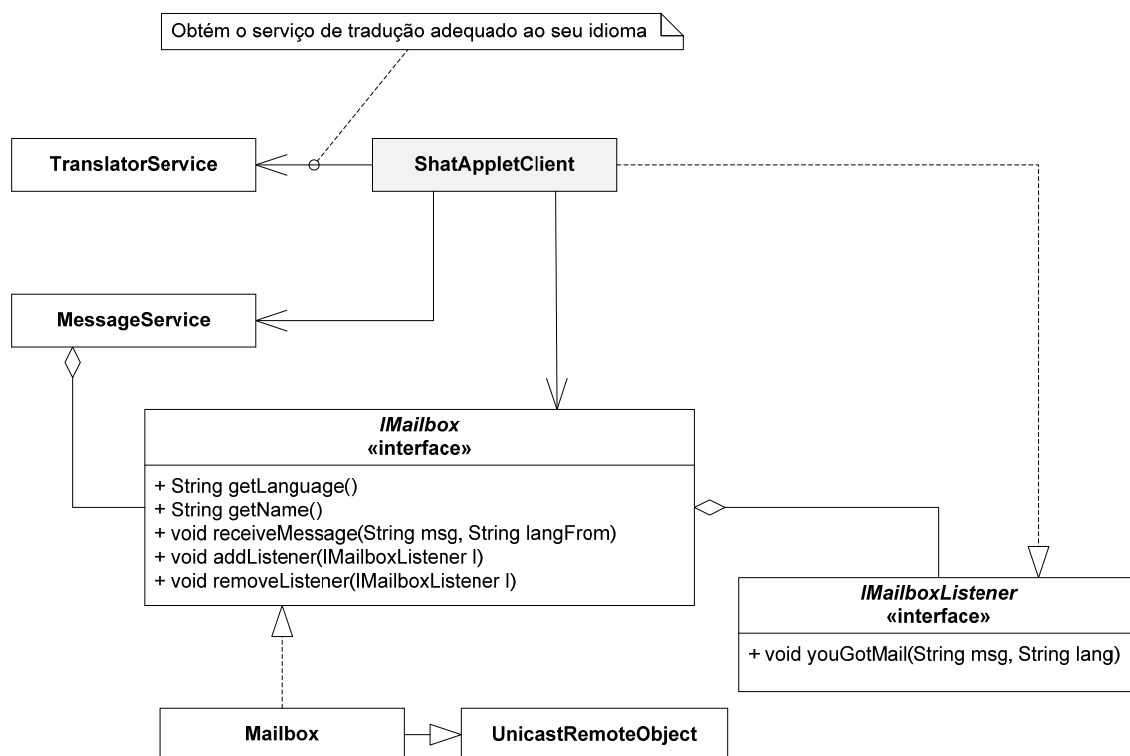 Obtém o serviço de tradução adequado ao seu idioma
TranslatorService
ShatAppletClient
MessageService
IMailbox
«interface»
+ String getLanguage()
+ String getName()
+ void receiveMessage(String msg, String langFrom)
+ void addListener(IMailboxListener l)
+ void removeListener(IMailboxListener l)
IMailboxListener
«interface»
+ void youGotMail(String msg, String lang)
Mailbox
UnicastRemoteObject